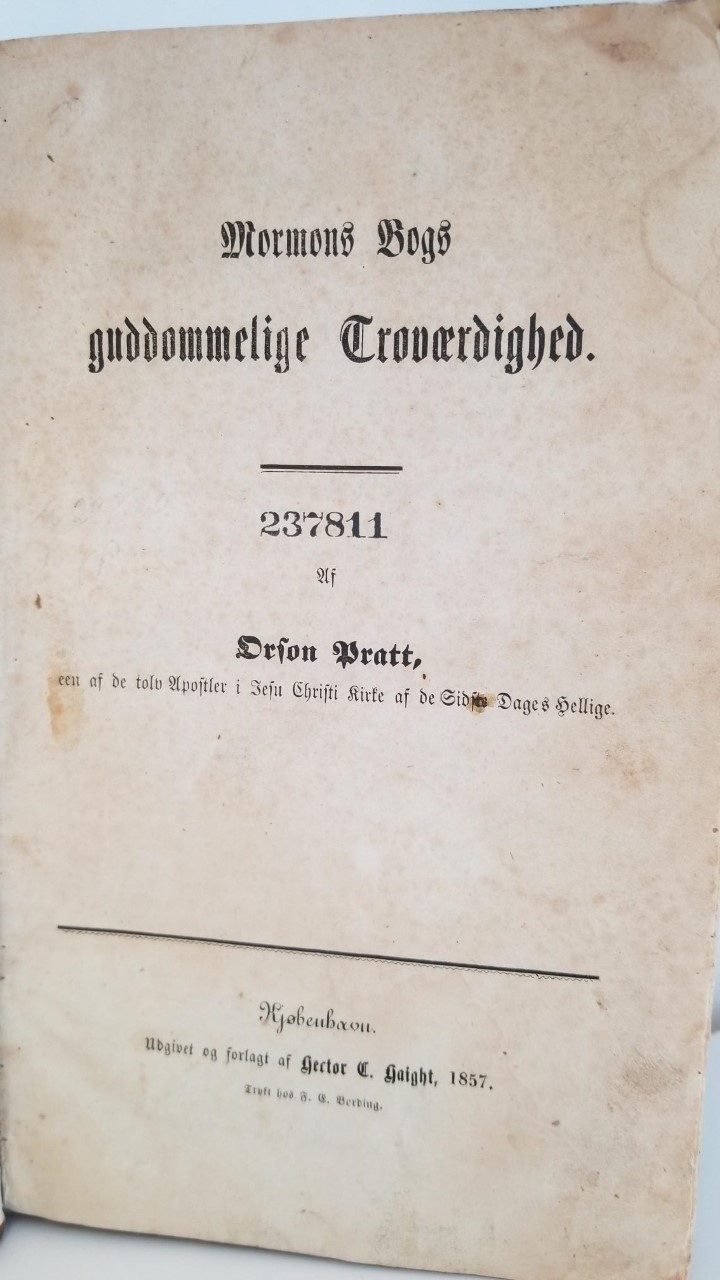 Mormons Bogs
guddommelige Troværdighed.
237811
Af
Orson Pratt,
een af de tolv Apostler i Jesu Christi Kirke af de Sidste Dages Hellige.
Kjøbenhavn.
Udgivet og forlagt af Hector C. Haight, 1857.
Trykt hos F. E. Bording.